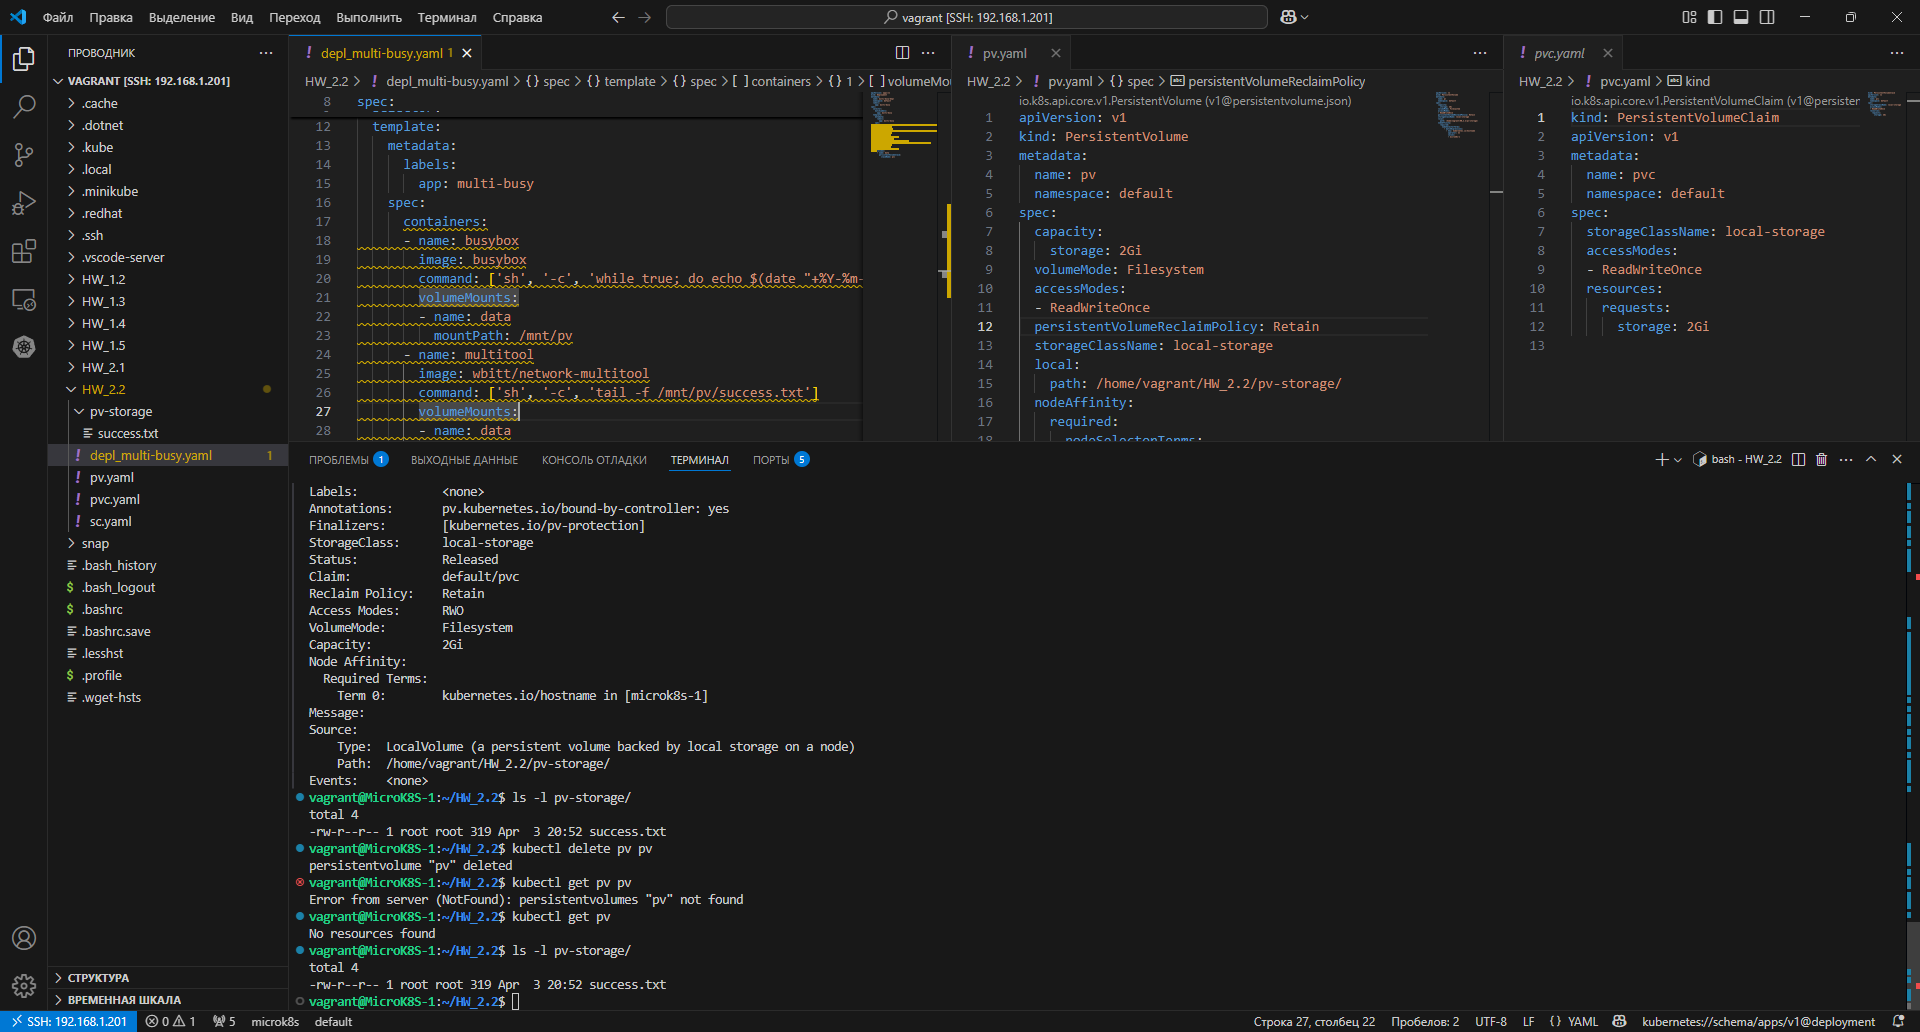 Файл Правка Выделение Вид Переход Выполнить Терминал Справка
vagrant [SSH: 192.168.1.201]
ПРОВОДНИК
VAGRANT [SSH: 192.168.1.201]
.cache
.dotnet
.kube
.local
.minikube
.redhat
.ssh
.vscode-server
HW_1.2
HW_1.3
HW_1.4
HW_1.5
HW_2.1
HW_2.2
pv-storage
success.txt
! depl_multi-busy.yaml 1
! pv.yaml
! pvc.yaml
! sc.yaml
snap
.bash_history
$ .bash_logout
$ .bashrc
.bashrc.save
.lesshst
$ .profile
.wget-hsts
СТРУКТУРА
ВРЕМЕННАЯ ШКАЛА
! depl_multi-busy.yaml 1
HW_2.2 > ! depl_multi-busy.yaml > {} spec > {} template > {} spec > [ ] containers > {} 1 > [ ] volumeMou
8 spec:
12 template:
13 metadata:
14 labels:
15 app: multi-busy
16 spec:
17 containers:
18 - name: busybox
19 image: busybox
20 command: ['sh', '-c', 'while true; do echo $(date "+%Y-%m-
21 volumeMounts:
22 - name: data
23 mountPath: /mnt/pv
24 - name: multitool
25 image: wbitt/network-multitool
26 command: ['sh', '-c', 'tail -f /mnt/pv/success.txt']
27 volumeMounts:
28 - name: data
! pv.yaml
HW_2.2 > ! pv.yaml > {} spec > abc persistentVolumeReclaimPolicy
io.k8s.api.core.v1.PersistentVolume (v1@persistentvolume.json)
1 apiVersion: v1
2 kind: PersistentVolume
3 metadata:
4 name: pv
5 namespace: default
6 spec:
7 capacity:
8 storage: 2Gi
9 volumeMode: Filesystem
10 accessModes:
11 - ReadWriteOnce
12 persistentVolumeReclaimPolicy: Retain
13 storageClassName: local-storage
14 local:
15 path: /home/vagrant/HW_2.2/pv-storage/
16 nodeAffinity:
17 required:
18 nodeSelectorTerms:
! pvc.yaml
HW_2.2 > ! pvc.yaml > abc kind
io.k8s.api.core.v1.PersistentVolumeClaim (v1@persister
1 kind: PersistentVolumeClaim
2 apiVersion: v1
3 metadata:
4 name: pvc
5 namespace: default
6 spec:
7 storageClassName: local-storage
8 accessModes:
9 - ReadWriteOnce
10 resources:
11 requests:
12 storage: 2Gi
13
ПРОБЛЕМЫ 1 ВЫХОДНЫЕ ДАННЫЕ КОНСОЛЬ ОТЛАДКИ ТЕРМИНАЛ ПОРТЫ 5
bash - HW_2.2
Labels: <none>
Annotations: pv.kubernetes.io/bound-by-controller: yes
Finalizers: [kubernetes.io/pv-protection]
StorageClass: local-storage
Status: Released
Claim: default/pvc
Reclaim Policy: Retain
Access Modes: RWO
VolumeMode: Filesystem
Capacity: 2Gi
Node Affinity:
Required Terms:
Term 0: kubernetes.io/hostname in [microk8s-1]
Message:
Source:
Type: LocalVolume (a persistent volume backed by local storage on a node)
Path: /home/vagrant/HW_2.2/pv-storage/
Events: <none>
vagrant@MicroK8S-1:~/HW_2.2$ ls -l pv-storage/
total 4
-rw-r--r-- 1 root root 319 Apr  3 20:52 success.txt
vagrant@MicroK8S-1:~/HW_2.2$ kubectl delete pv pv
persistentvolume "pv" deleted
vagrant@MicroK8S-1:~/HW_2.2$ kubectl get pv pv
Error from server (NotFound): persistentvolumes "pv" not found
vagrant@MicroK8S-1:~/HW_2.2$ kubectl get pv
No resources found
vagrant@MicroK8S-1:~/HW_2.2$ ls -l pv-storage/
total 4
-rw-r--r-- 1 root root 319 Apr  3 20:52 success.txt
vagrant@MicroK8S-1:~/HW_2.2$
SSH: 192.168.1.201 0 1 5 microk8s default Строка 27, столбец 22 Пробелов: 2 UTF-8 LF {} YAML kubernetes://schema/apps/v1@deployment